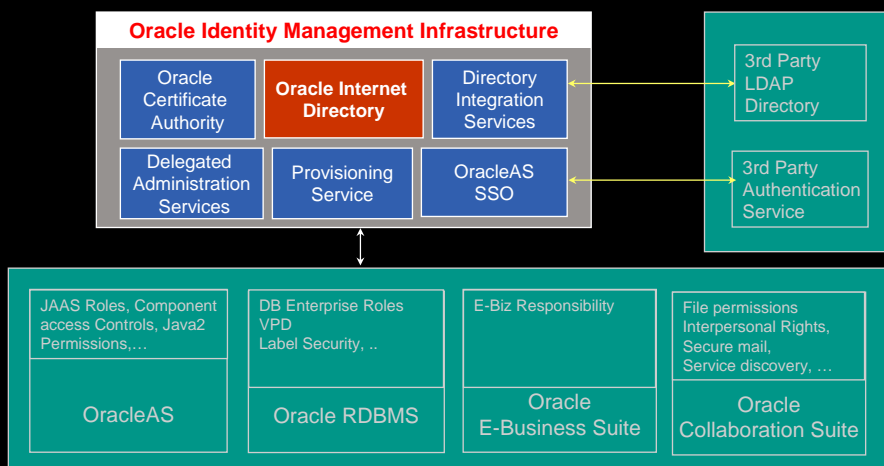 Oracle Identity Management Infrastructure
Oracle
Certificate
Authority
Oracle Internet
Directory
Directory
Integration
Services
Delegated
Administration
Services
Provisioning
Service
OracleAS
SSO
3rd Party
LDAP
Directory
3rd Party
Authentication
Service
JAAS Roles, Component
access Controls, Java2
Permissions,…
OracleAS
DB Enterprise Roles
VPD
Label Security, ..
Oracle RDBMS
E-Biz Responsibility
Oracle
E-Business Suite
File permissions
Interpersonal Rights,
Secure mail,
Service discovery, …
Oracle
Collaboration Suite